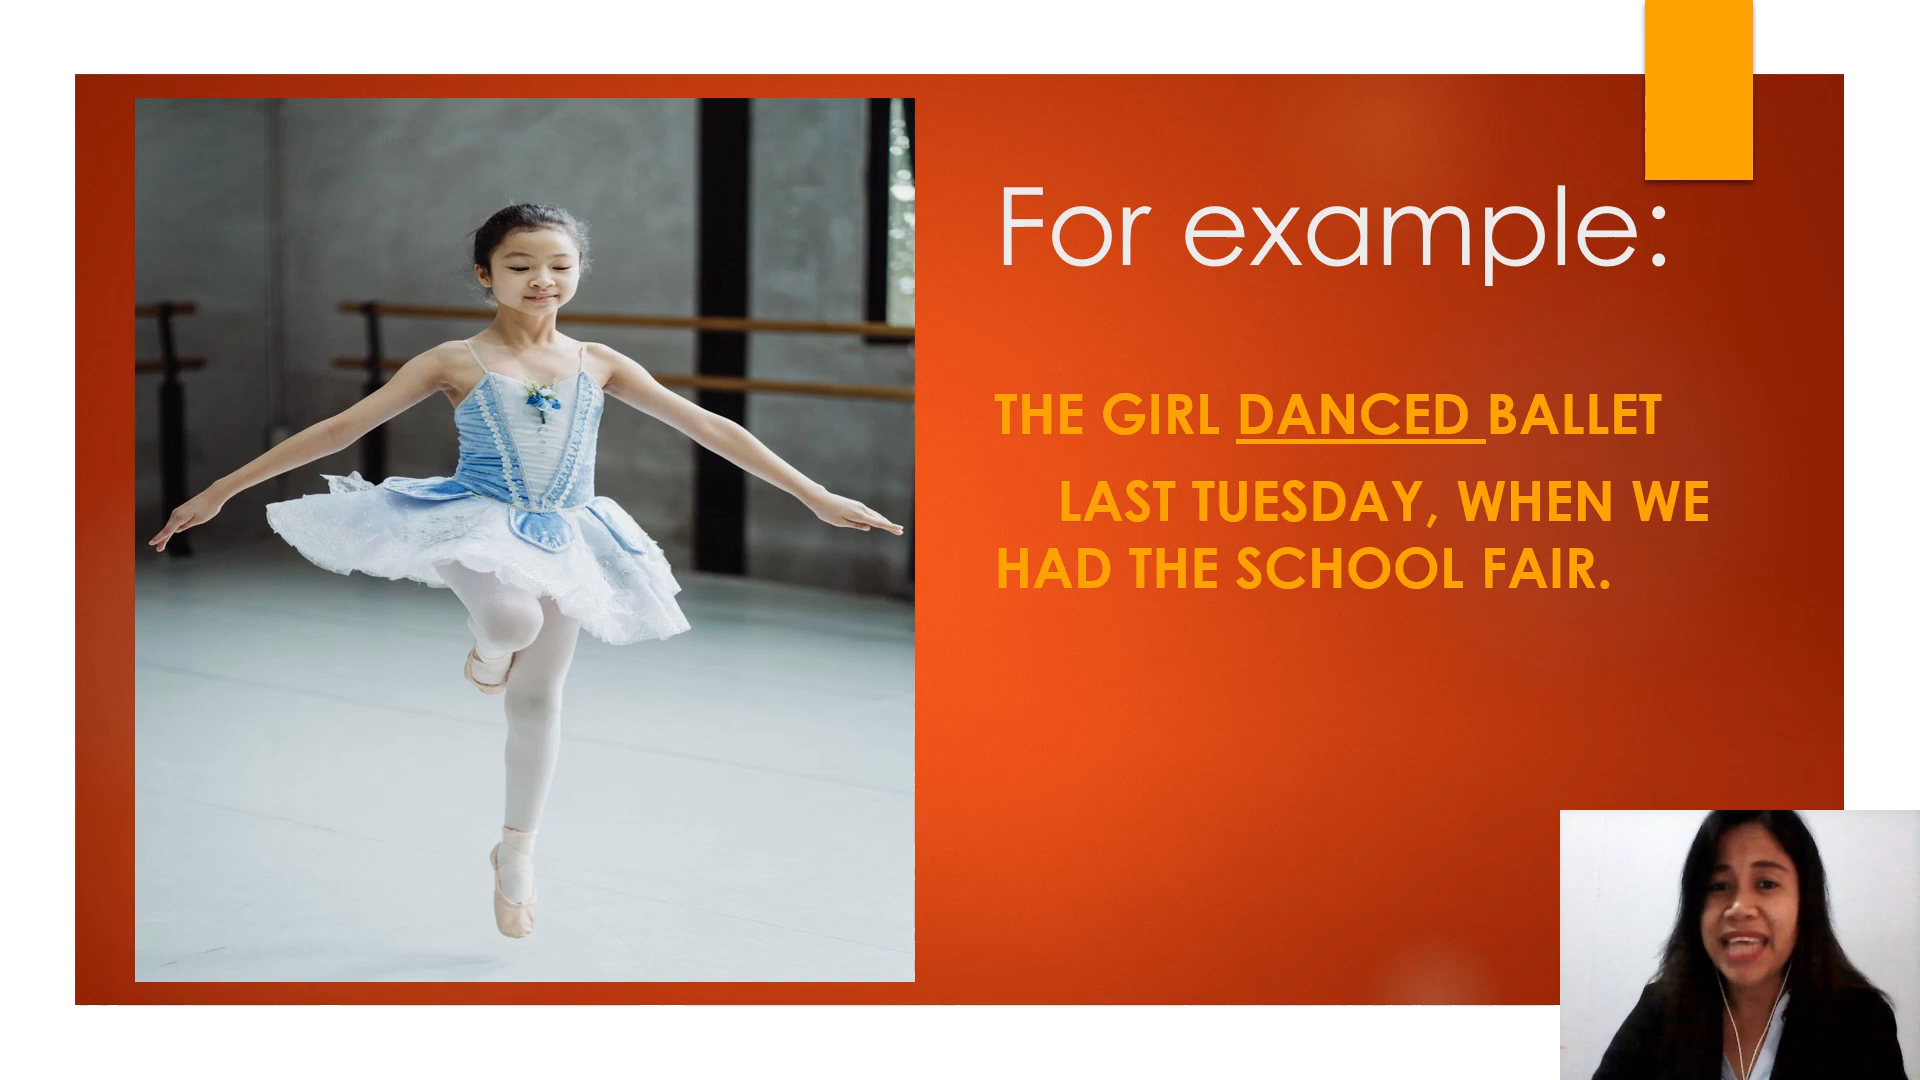 For example:
THE GIRL DANCED BALLET
LAST TUESDAY, WHEN WE
HAD THE SCHOOL FAIR.